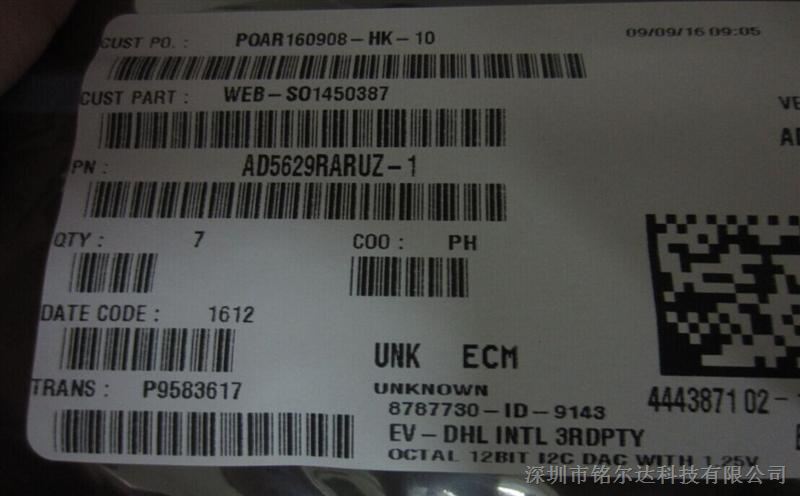 CUST PO. : POAR160908-HK-10 09/09/16 09:05
CUST PART : WEB-SO1450387
PN : AD5629RARUZ-1
QTY : 7 COO : PH
DATE CODE : 1612
UNK ECM
TRANS : P9583617
UNKNOWN
8787730-ID-9143 444387102-
EV-DHL INTL 3RDPTY
OCTAL 12BIT I2C DAC WITH 1.25V
深圳市铭尔达科技有限公司